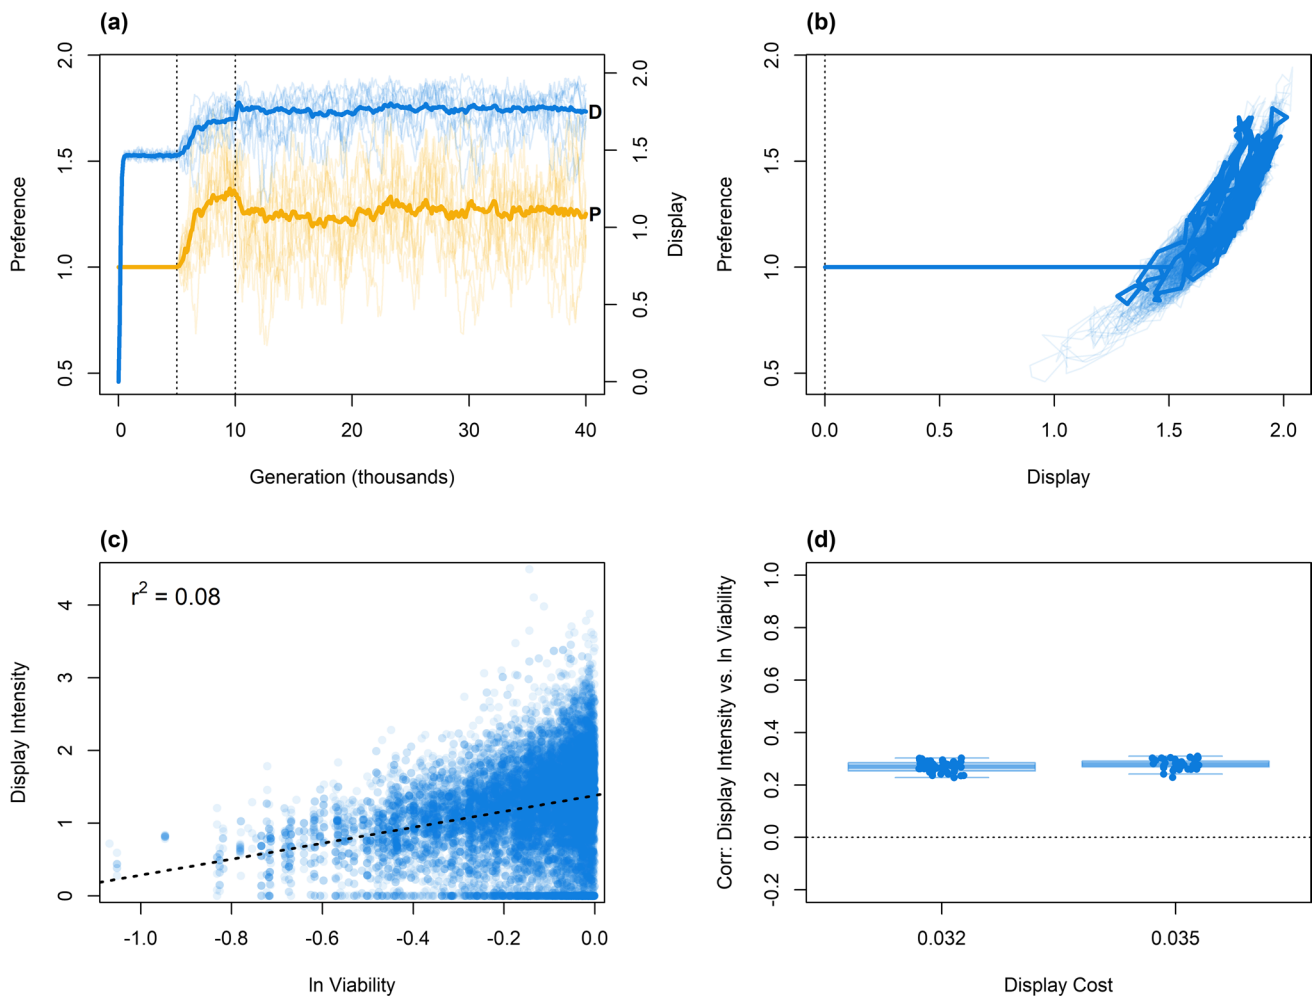 (a)
2.0
1.5
1.0
0.5
Preference
2.0
1.5
1.0
0.5
0.0
Display
D
P
0 10 20 30 40
Generation (thousands)
(b)
2.0
1.5
1.0
0.5
Preference
0.0 0.5 1.0 1.5 2.0
Display
(c)
r² = 0.08
4
3
2
1
0
Display Intensity
-1.0 -0.8 -0.6 -0.4 -0.2 0.0
ln Viability
(d)
1.0
0.8
0.6
0.4
0.2
0.0
-0.2
Corr: Display Intensity vs. ln Viability
0.032 0.035
Display Cost